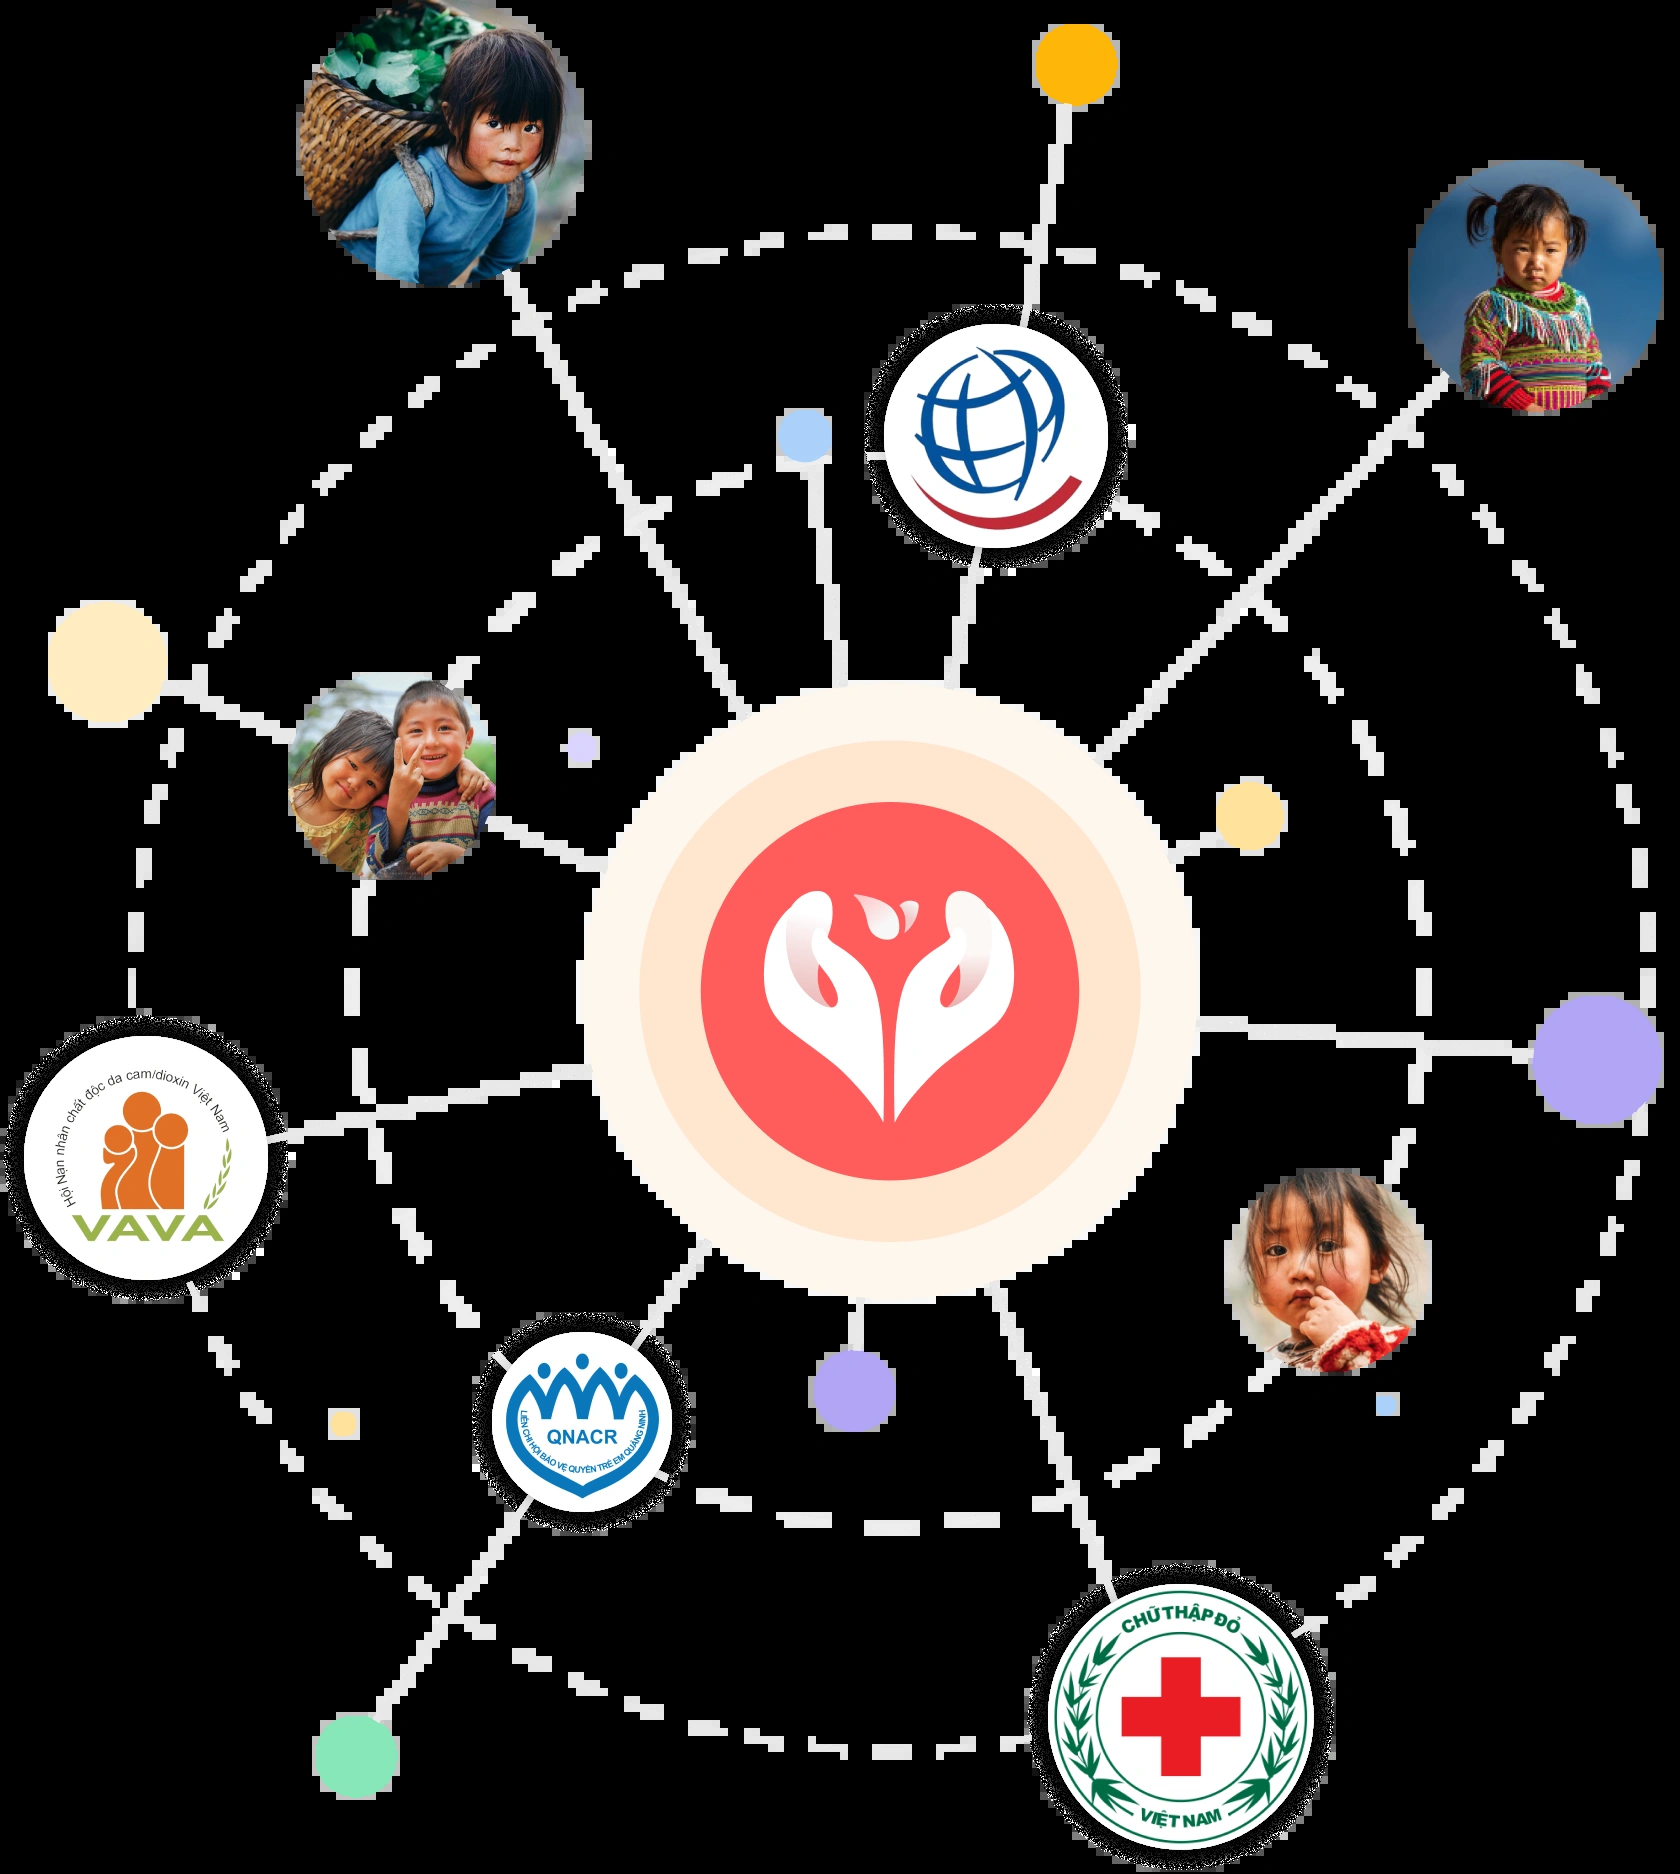 Hội Nạn nhân chất độc da cam/dioxin Việt Nam
VAVA
QNACR
LIÊN CHI HỘI BẢO VỆ QUYỀN TRẺ EM QUẢNG NINH
CHỮ THẬP ĐỎ
VIỆT NAM